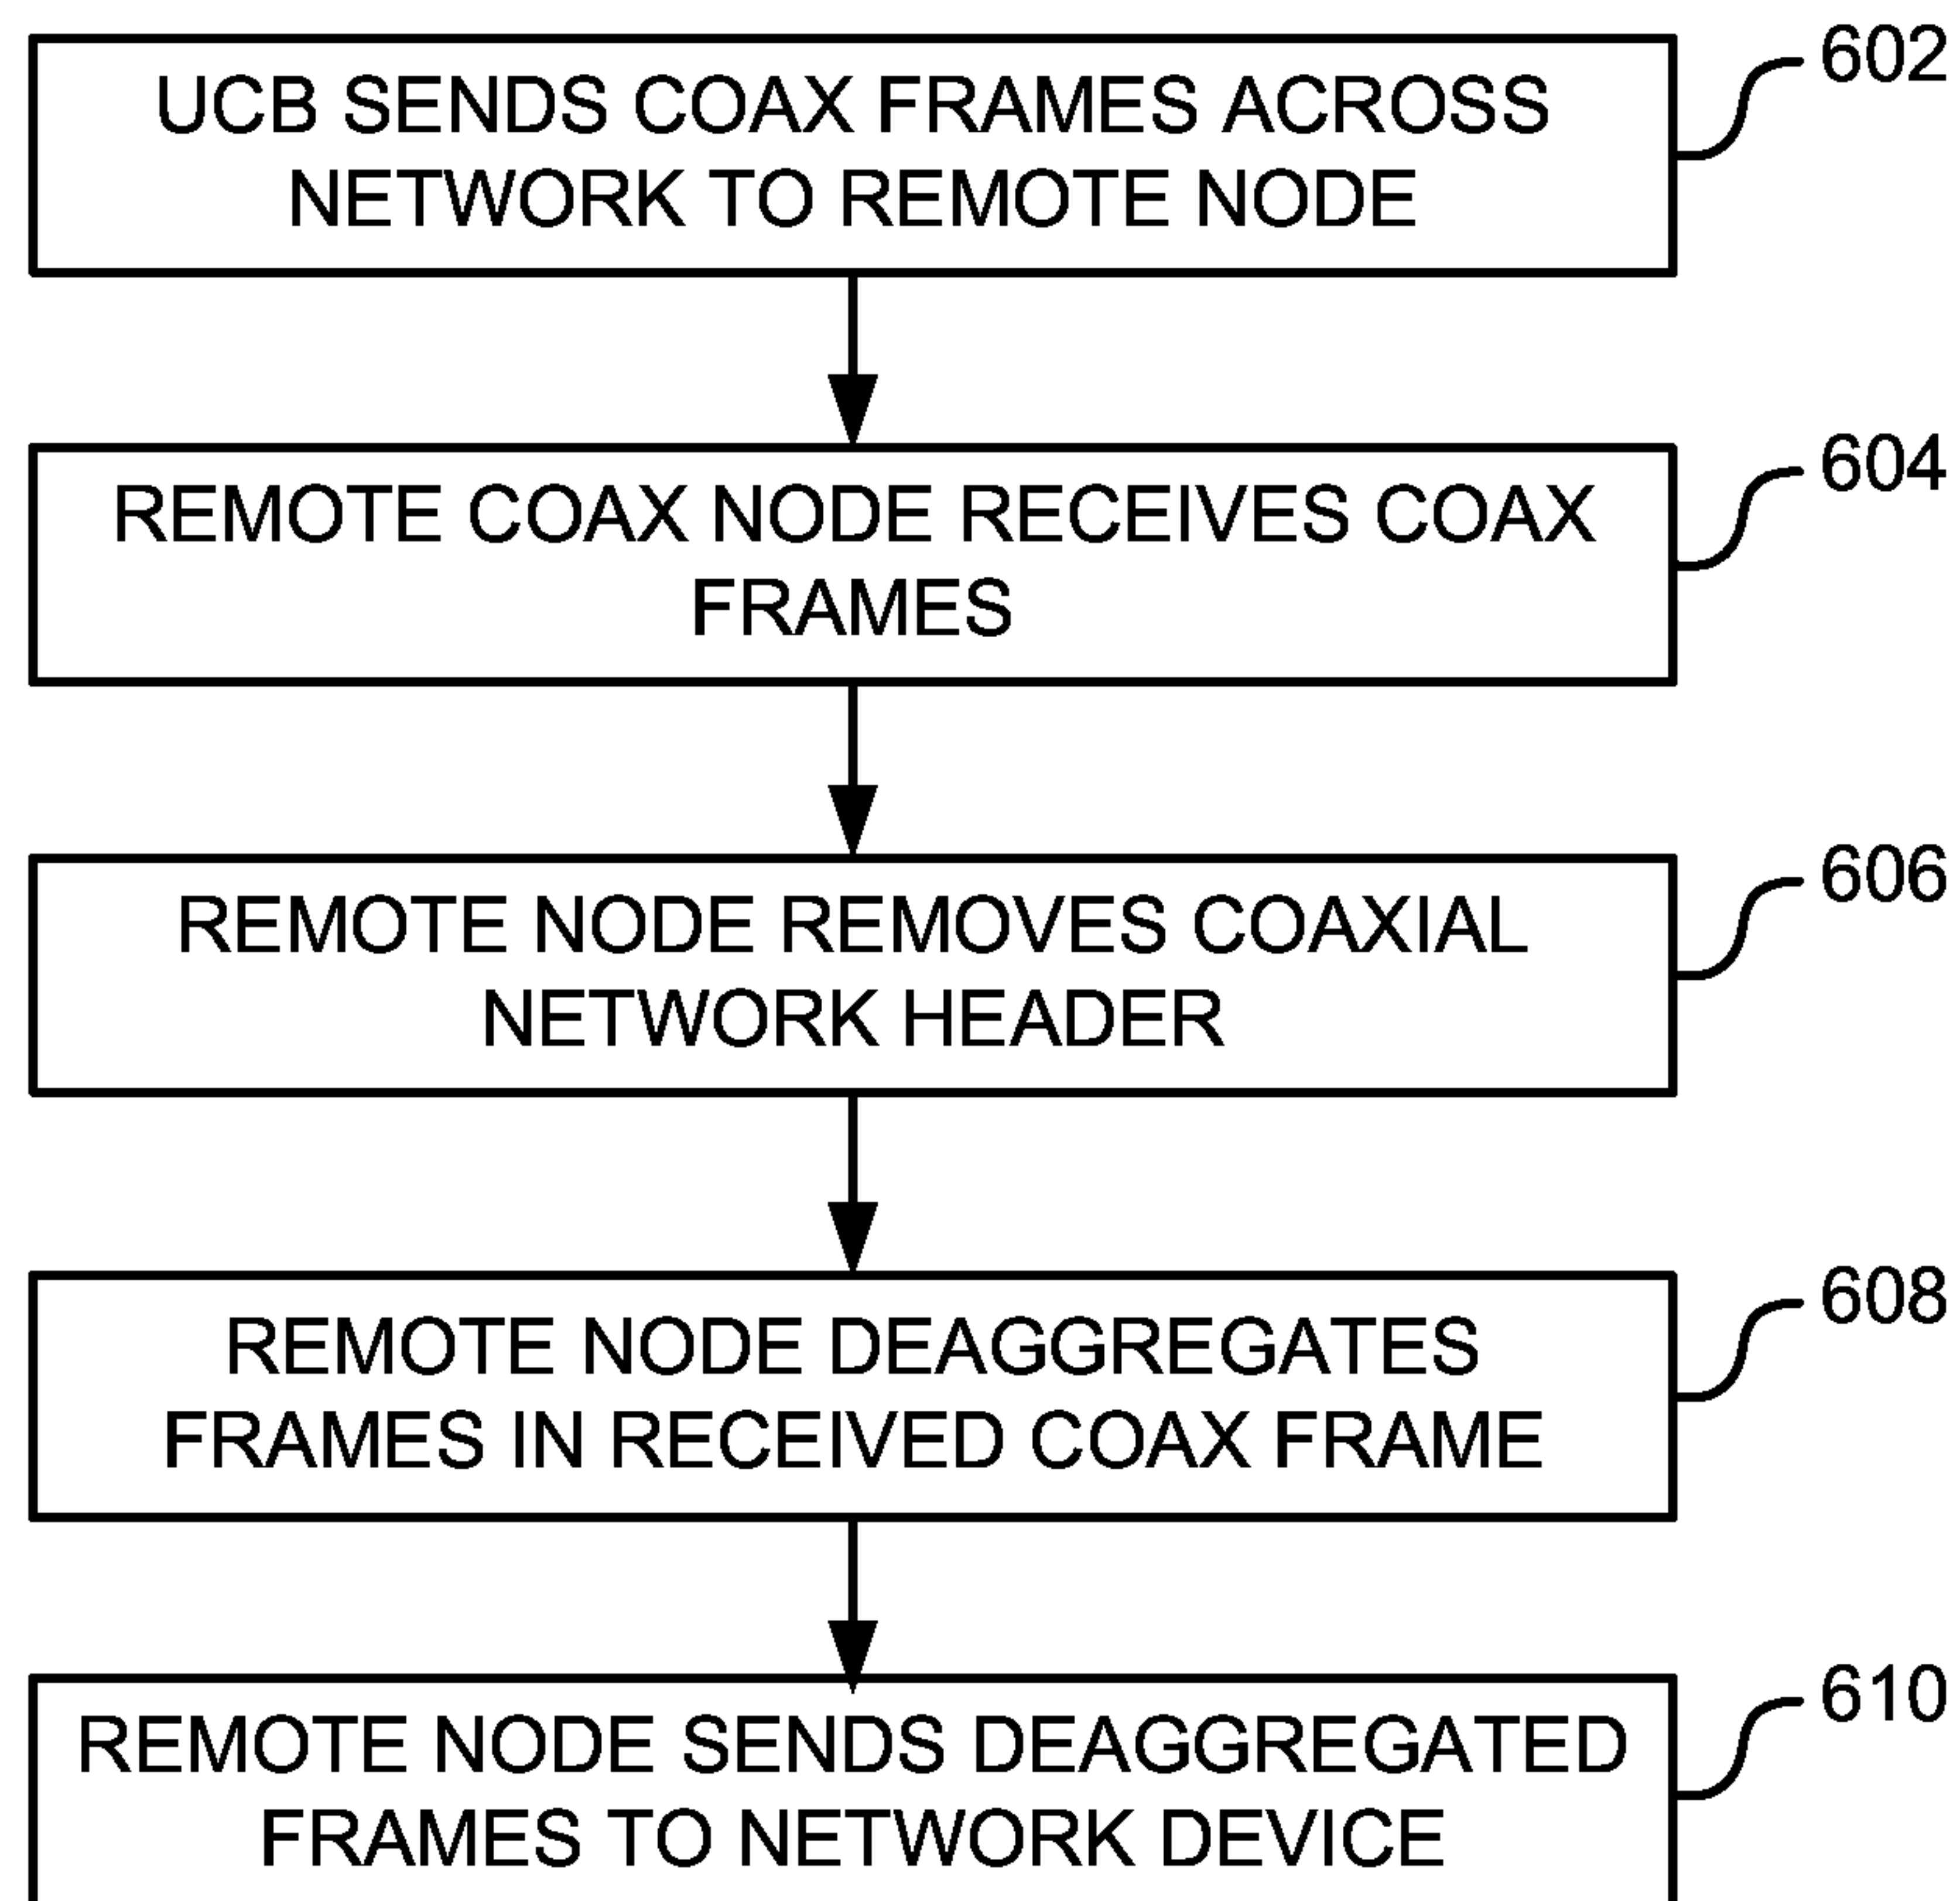 UCB SENDS COAX FRAMES ACROSS
NETWORK TO REMOTE NODE
602
REMOTE COAX NODE RECEIVES COAX
FRAMES
604
REMOTE NODE REMOVES COAXIAL
NETWORK HEADER
606
REMOTE NODE DEAGGREGATES
FRAMES IN RECEIVED COAX FRAME
608
REMOTE NODE SENDS DEAGGREGATED
FRAMES TO NETWORK DEVICE
610